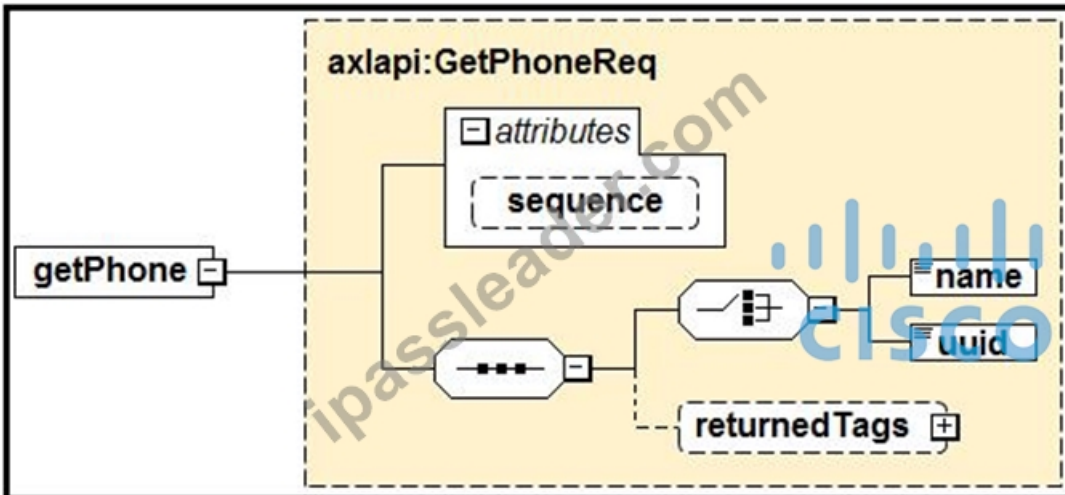 axlapi:GetPhoneReq
attributes
sequence
getPhone
name
uuid
returnedTags
ipassleader.com
CISCO